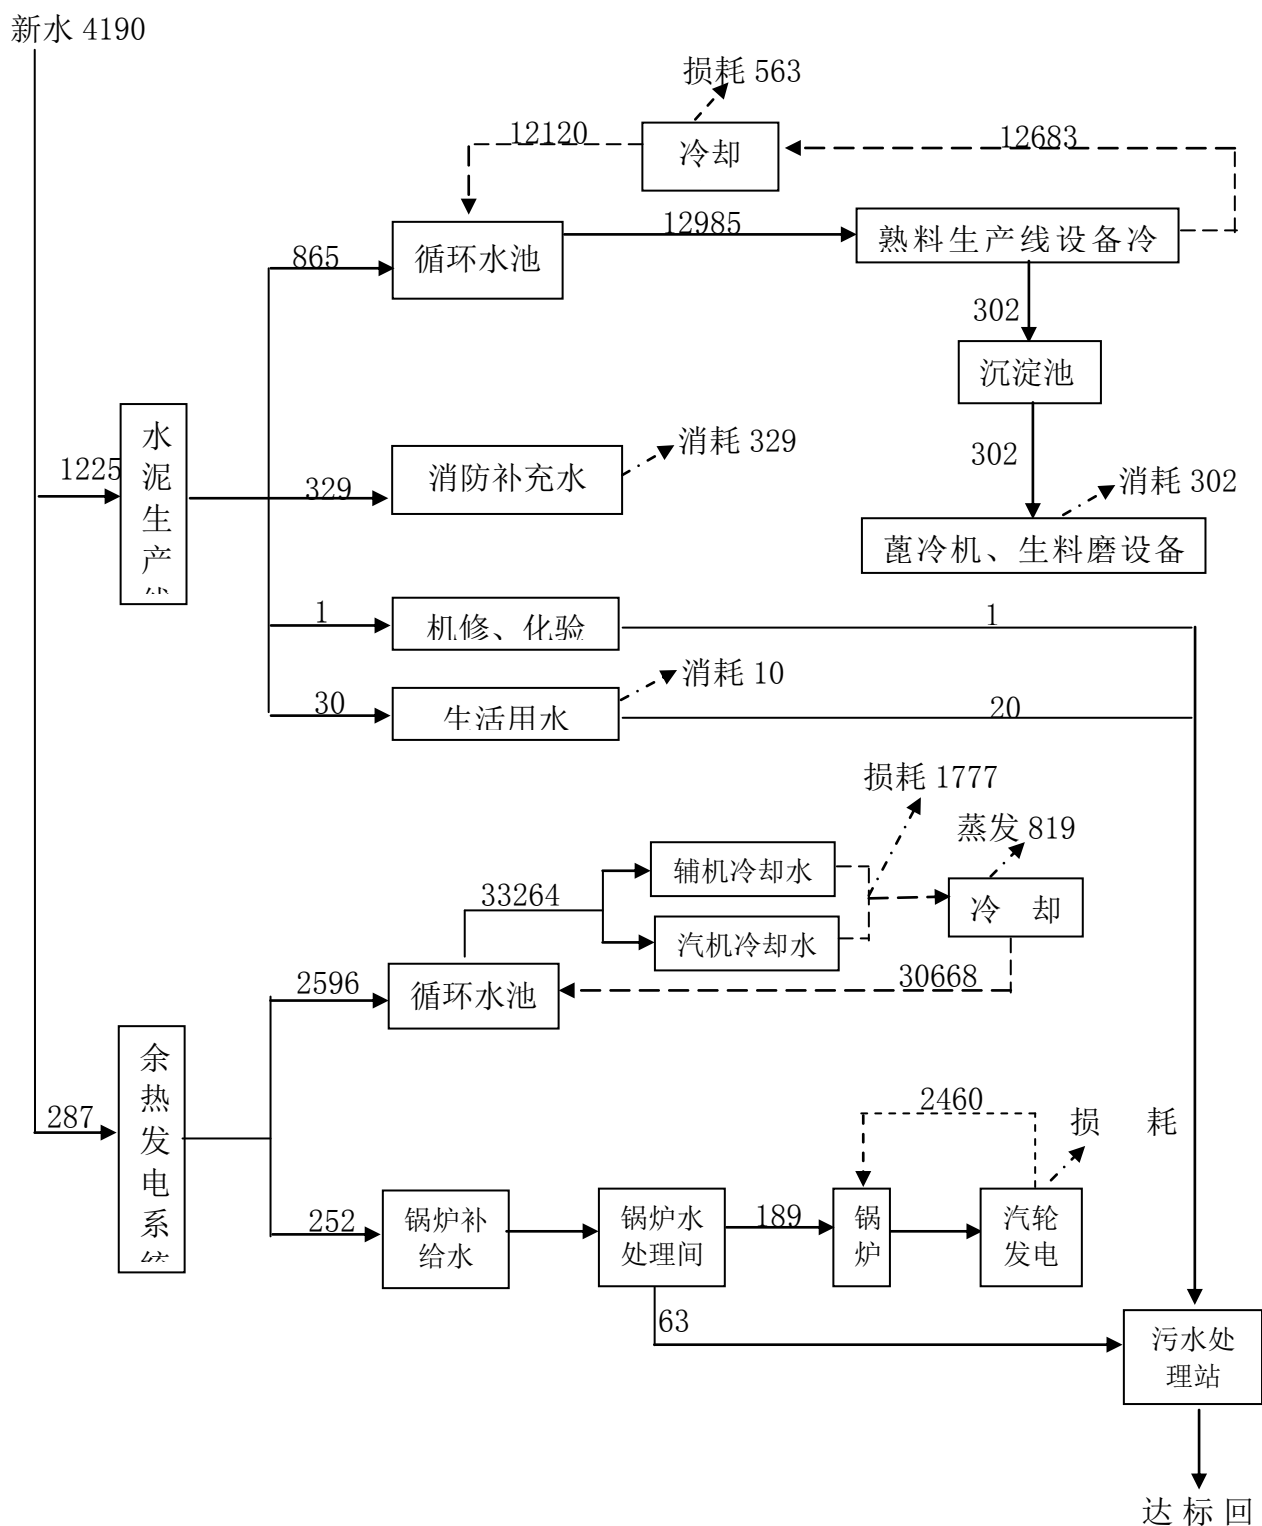 新水 4190
损耗 563
12120
冷却
12683
865
循环水池
12985
熟料生产线设备冷
302
沉淀池
302
消耗 302
篦冷机、生料磨设备
1225
水泥生产
329
消防补充水
消耗 329
1
机修、化验
1
30
生活用水
消耗 10
20
损耗 1777
蒸发 819
辅机冷却水
33264
汽机冷却水
冷 却
2596
循环水池
30668
287
余热发电系
252
锅炉补
给水
锅炉水
处理间
189
锅
炉
2460
汽轮
发电
损 耗
63
污水处
理站
达 标 回